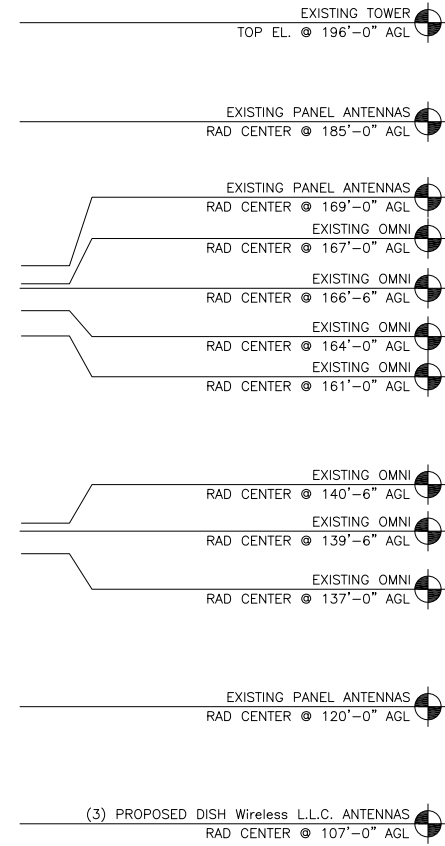 EXISTING TOWER
TOP EL. @ 196'-0" AGL
EXISTING PANEL ANTENNAS
RAD CENTER @ 185'-0" AGL
EXISTING PANEL ANTENNAS
RAD CENTER @ 169'-0" AGL
EXISTING OMNI
RAD CENTER @ 167'-0" AGL
EXISTING OMNI
RAD CENTER @ 166'-6" AGL
EXISTING OMNI
RAD CENTER @ 164'-0" AGL
EXISTING OMNI
RAD CENTER @ 161'-0" AGL
EXISTING OMNI
RAD CENTER @ 140'-6" AGL
EXISTING OMNI
RAD CENTER @ 139'-6" AGL
EXISTING OMNI
RAD CENTER @ 137'-0" AGL
EXISTING PANEL ANTENNAS
RAD CENTER @ 120'-0" AGL
(3) PROPOSED DISH Wireless L.L.C. ANTENNAS
RAD CENTER @ 107'-0" AGL